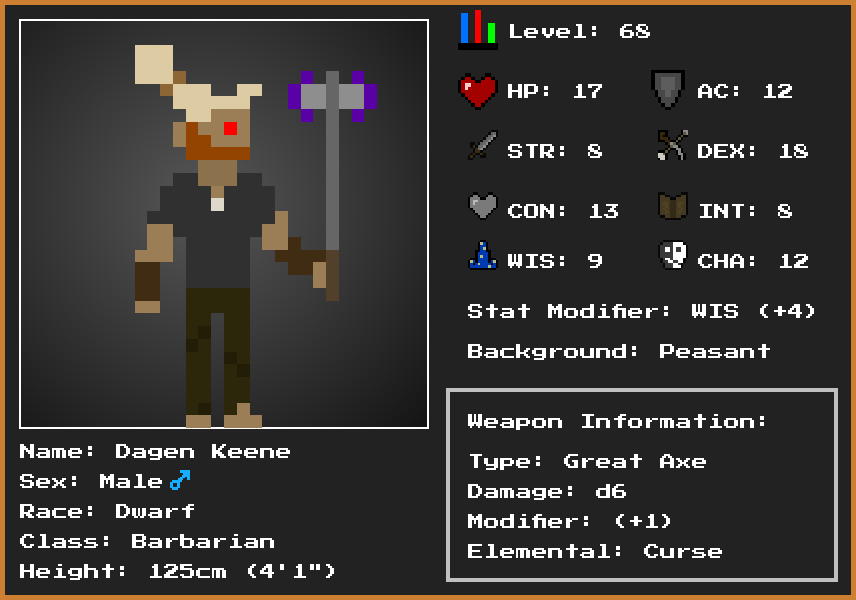 Level: 68
HP: 17
AC: 12
STR: 8
DEX: 18
CON: 13
INT: 8
WIS: 9
CHA: 12
Stat Modifier: WIS (+4)
Background: Peasant
Name: Dagen Keene
Sex: Male♂
Race: Dwarf
Class: Barbarian
Height: 125cm (4'1")
Weapon Information:
Type: Great Axe
Damage: d6
Modifier: (+1)
Elemental: Curse